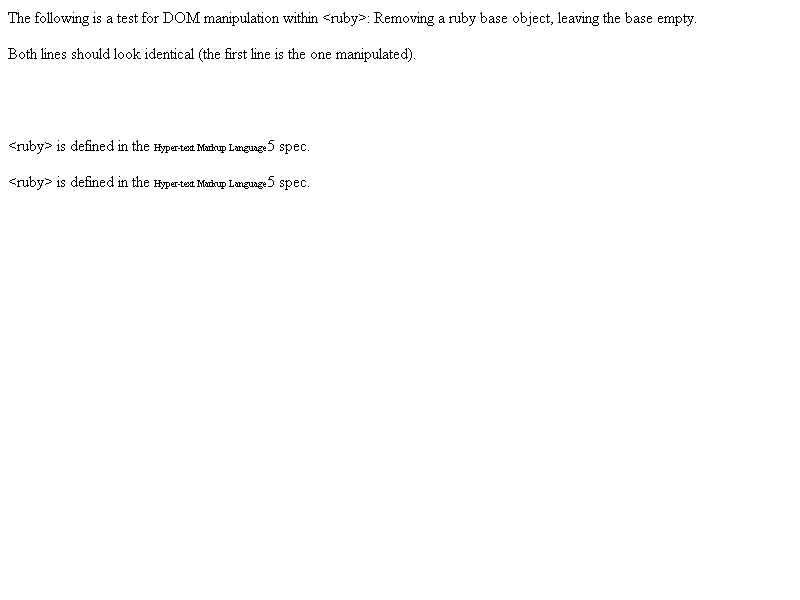 The following is a test for DOM manipulation within <ruby>: Removing a ruby base object, leaving the base empty.
Both lines should look identical (the first line is the one manipulated).
<ruby> is defined in the Hyper-text Markup Language5 spec.
<ruby> is defined in the Hyper-text Markup Language5 spec.